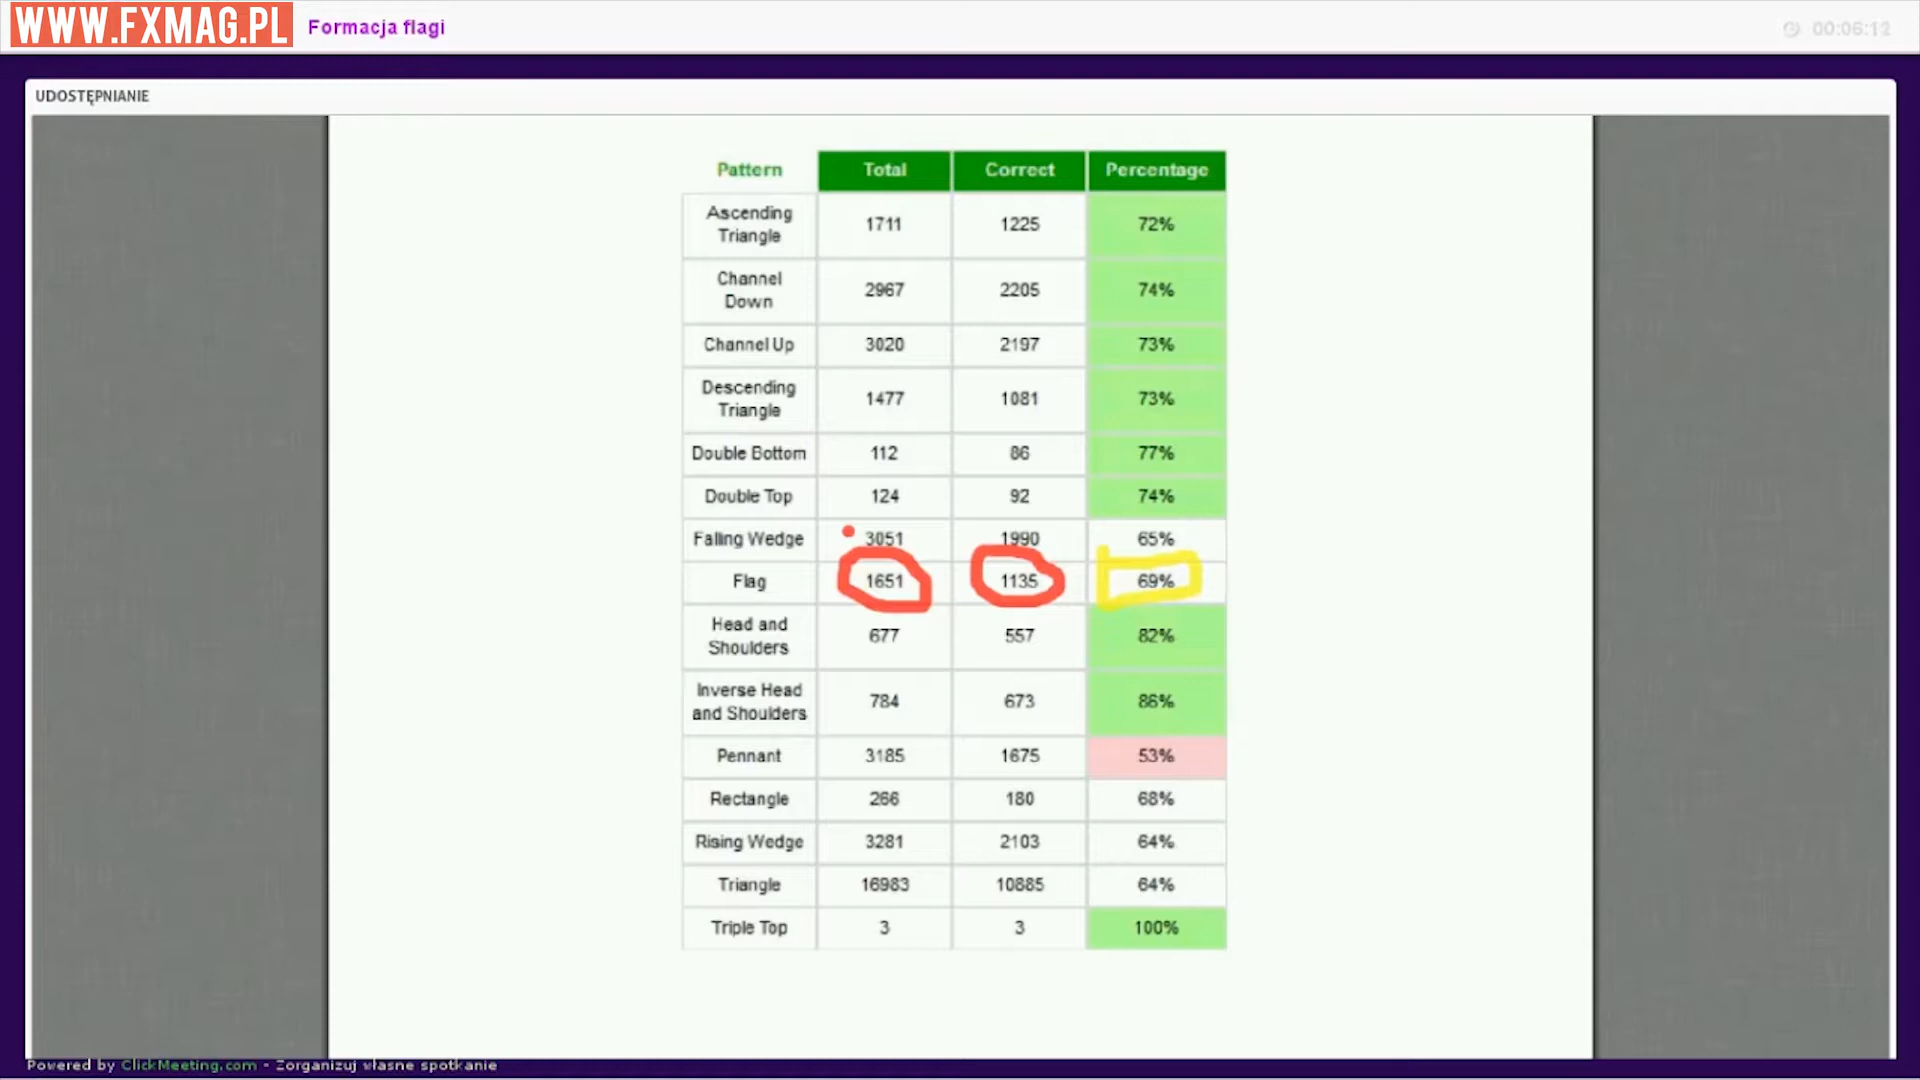 WWW.FXMAG.PL Formacja flagi 00:06:12
UDOSTĘPNIANIE
Pattern Total Correct Percentage
Ascending
Triangle 1711 1225 72%
Channel
Down 2967 2205 74%
Channel Up 3020 2197 73%
Descending
Triangle 1477 1081 73%
Double Bottom 112 86 77%
Double Top 124 92 74%
Falling Wedge 3051 1990 65%
Flag 1651 1135 69%
Head and
Shoulders 677 557 82%
Inverse Head
and Shoulders 784 673 86%
Pennant 3185 1675 53%
Rectangle 266 180 68%
Rising Wedge 3281 2103 64%
Triangle 16983 10885 64%
Triple Top 3 3 100%
Powered by ClickMeeting.com - Zorganizuj własne spotkanie